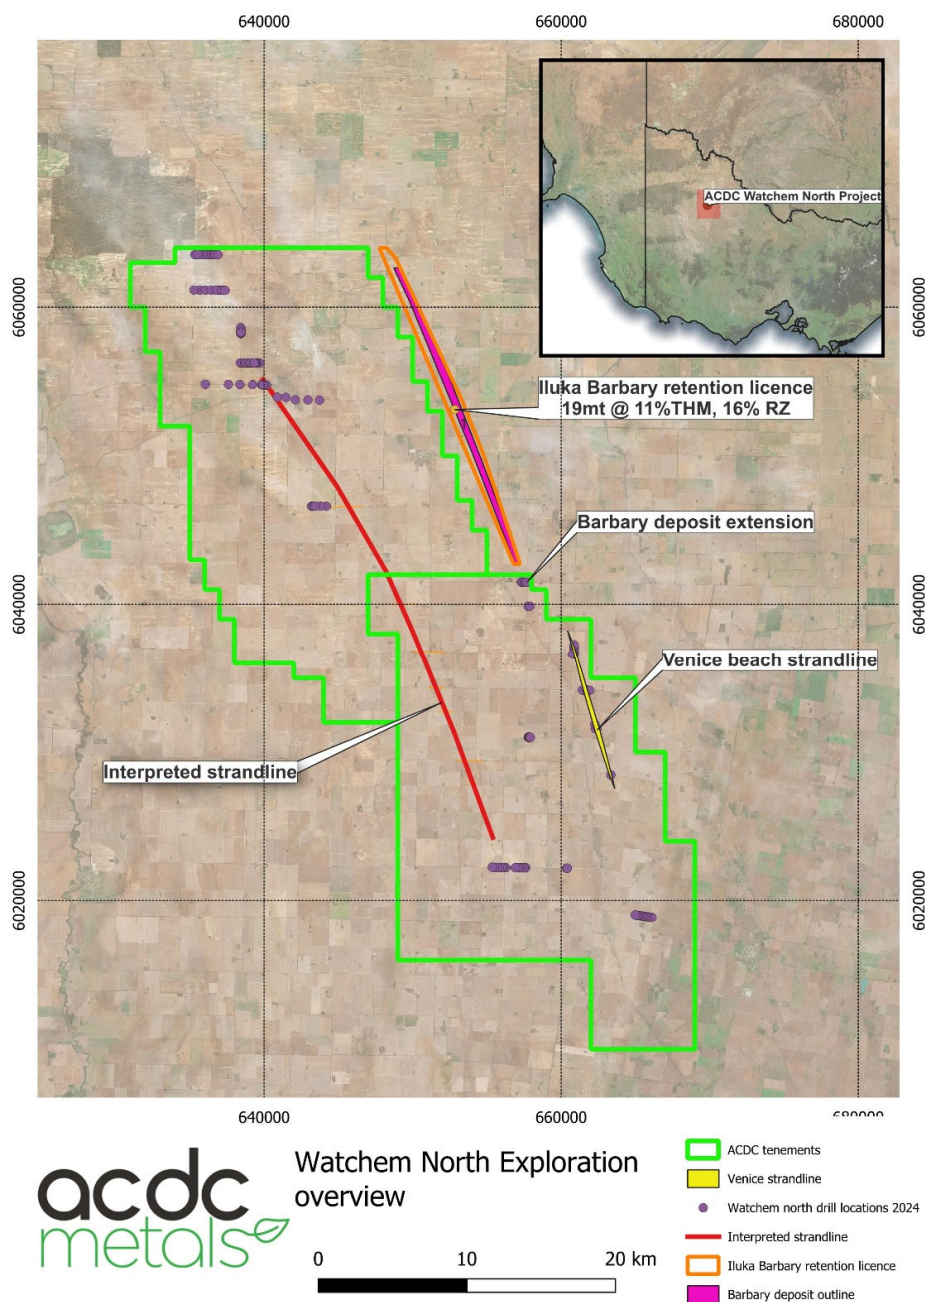 640000 660000 680000
ACDC Watchem North Project
6060000 6060000
Iluka Barbary retention licence
19mt @ 11%THM, 16% RZ
Barbary deposit extension
6040000 6040000
Venice beach strandline
Interpreted strandline
6020000 6020000
640000 660000 680000
acdc
metals
Watchem North Exploration
overview
0 10 20 km
ACDC tenements
Venice strandline
Watchem north drill locations 2024
Interpreted strandline
Iluka Barbary retention licence
Barbary deposit outline